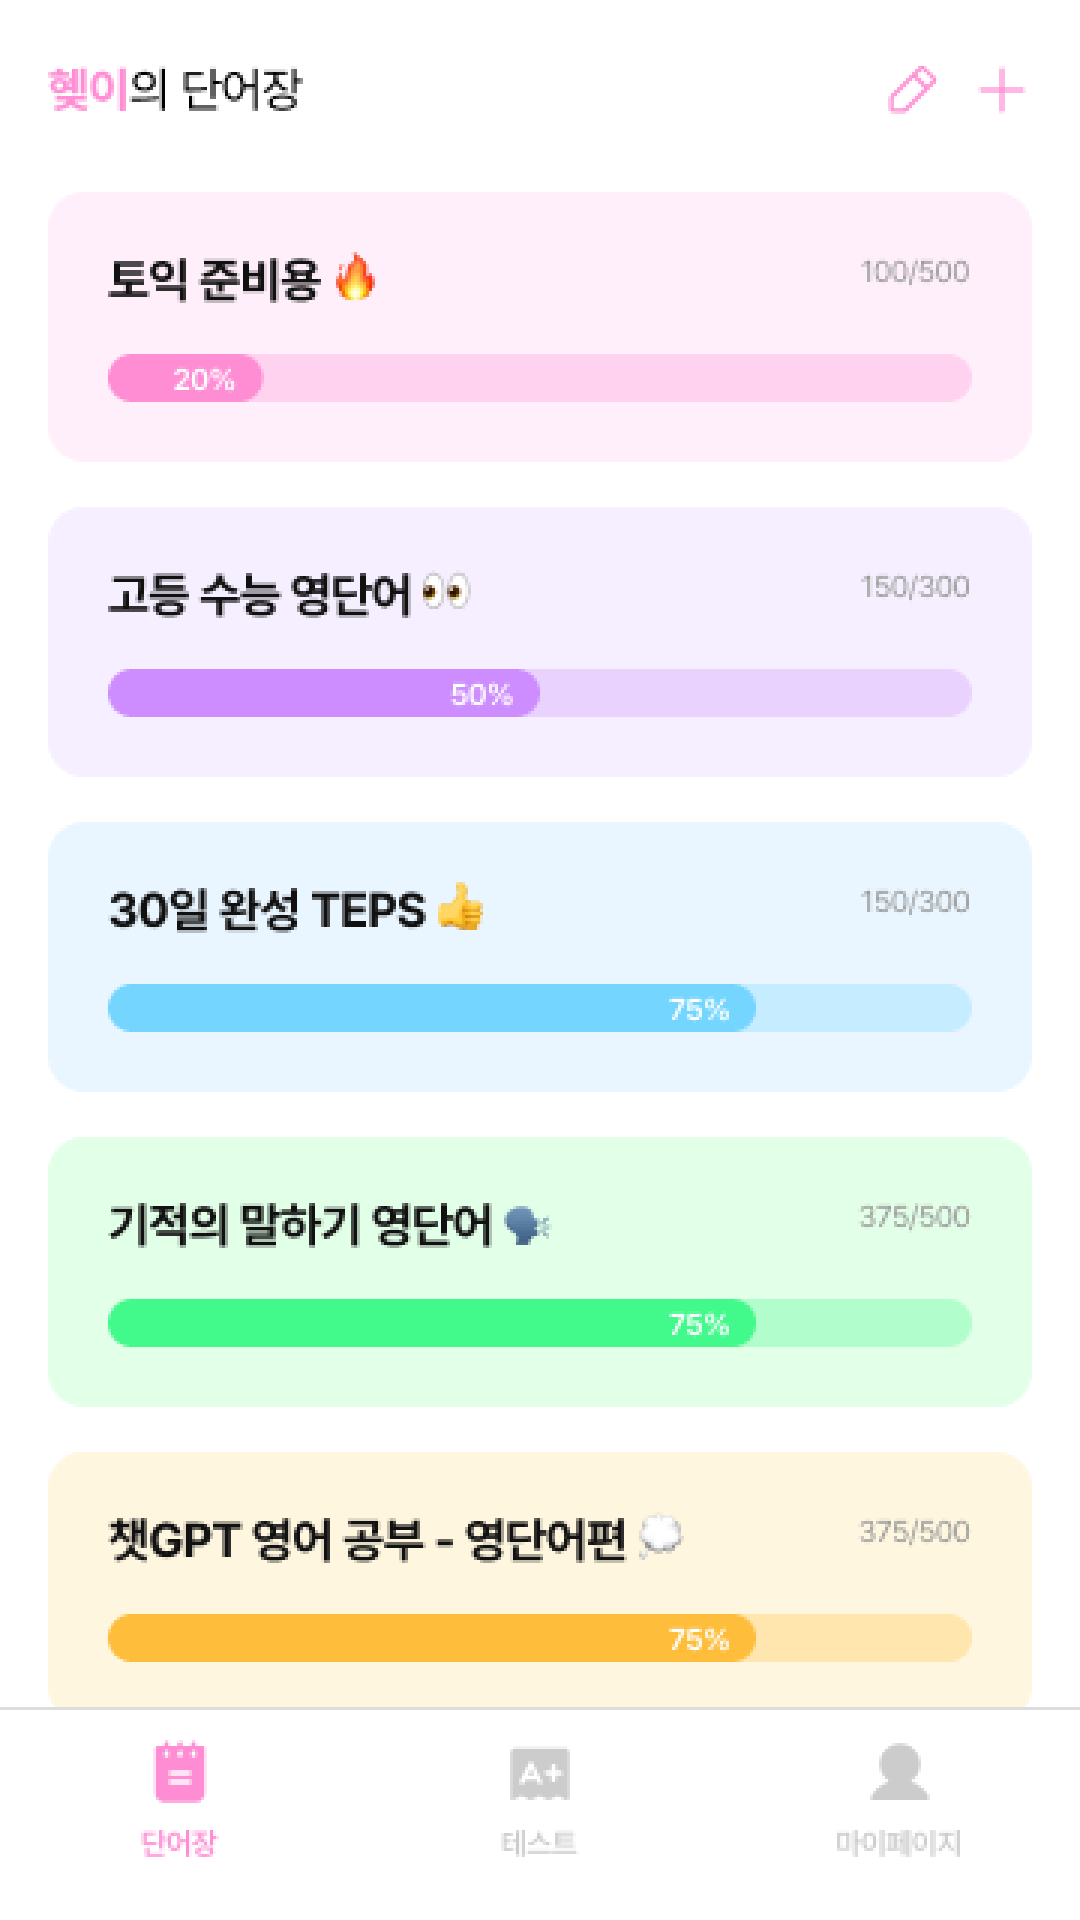 혲이의 단어장
토익 준비용 🔥
100/500
20%
고등 수능 영단어 👀
150/300
50%
30일 완성 TEPS 👍
150/300
75%
기적의 말하기 영단어 🗣
375/500
75%
챗GPT 영어 공부 - 영단어편 💭
375/500
75%
A+
단어장
테스트
마이페이지